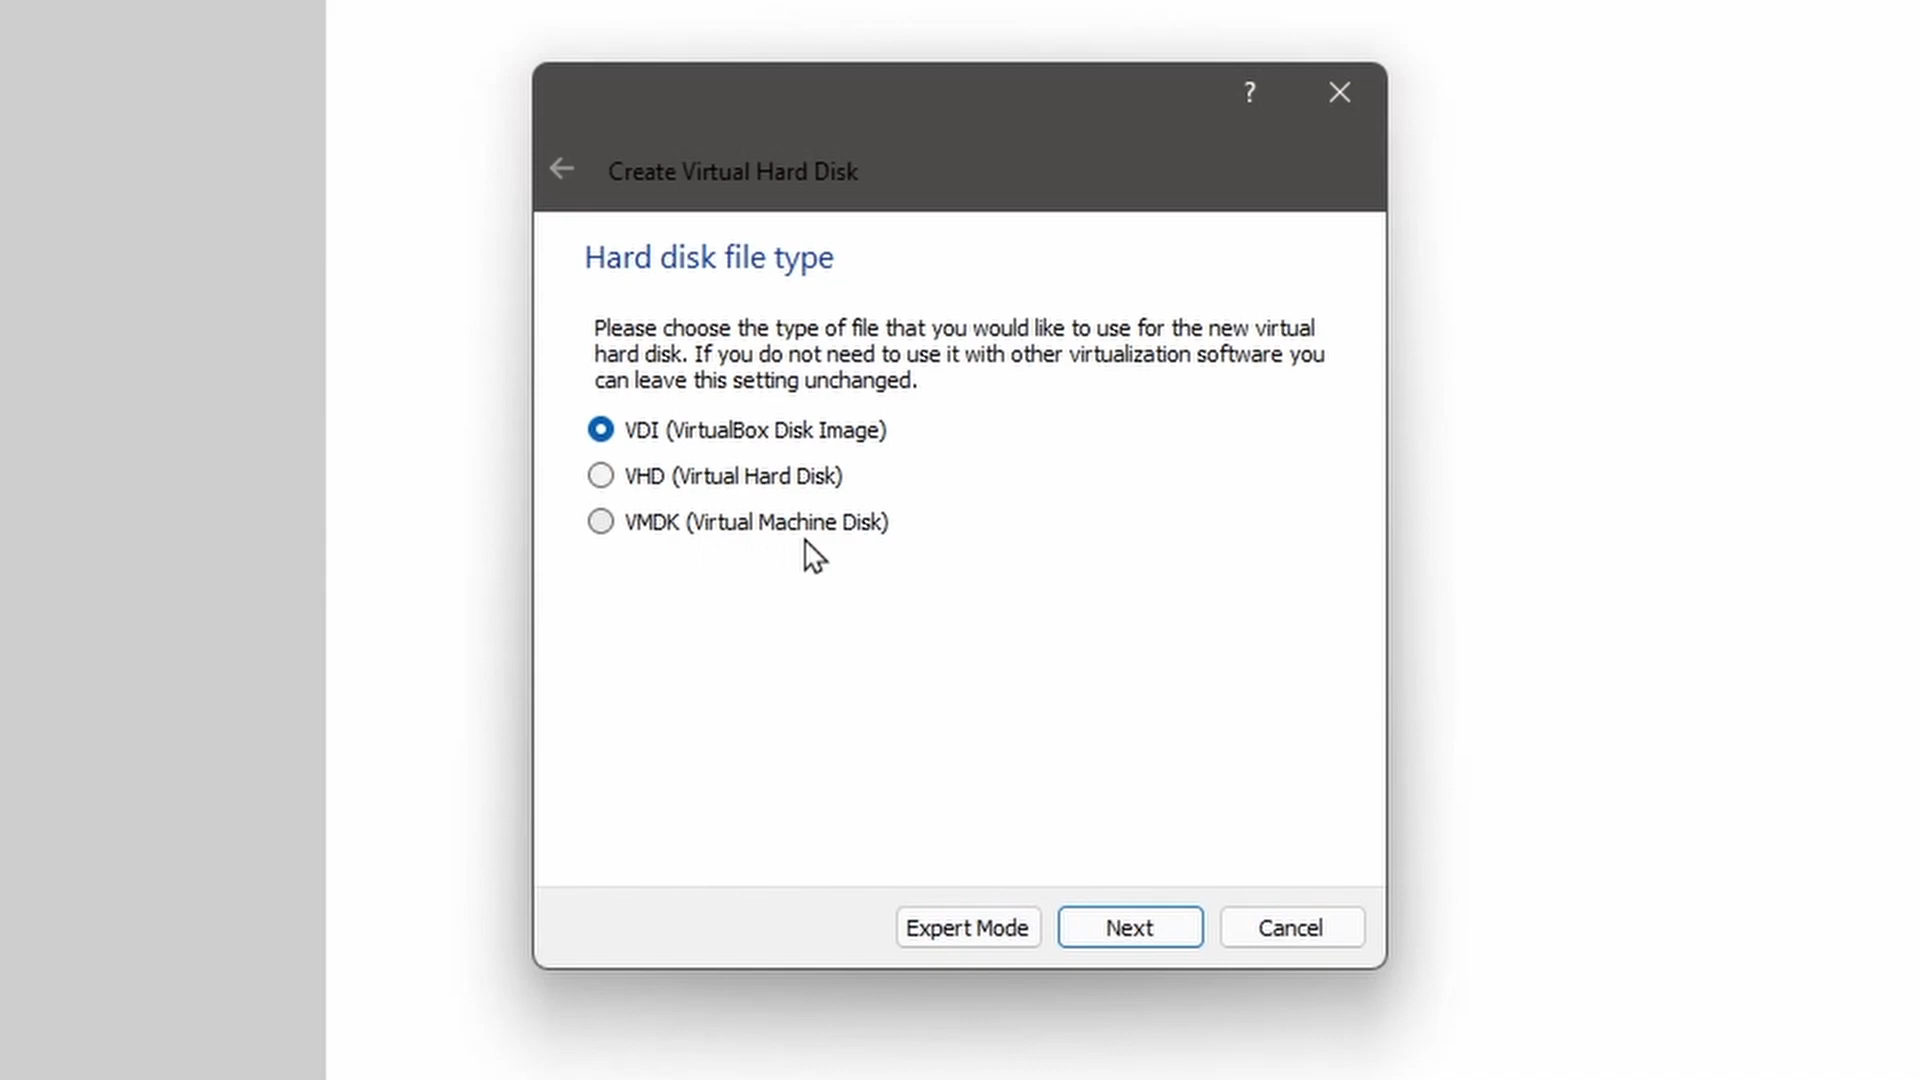 ?
Create Virtual Hard Disk
Hard disk file type
Please choose the type of file that you would like to use for the new virtual
hard disk. If you do not need to use it with other virtualization software you
can leave this setting unchanged.
VDI (VirtualBox Disk Image)
VHD (Virtual Hard Disk)
VMDK (Virtual Machine Disk)
Expert Mode
Next
Cancel